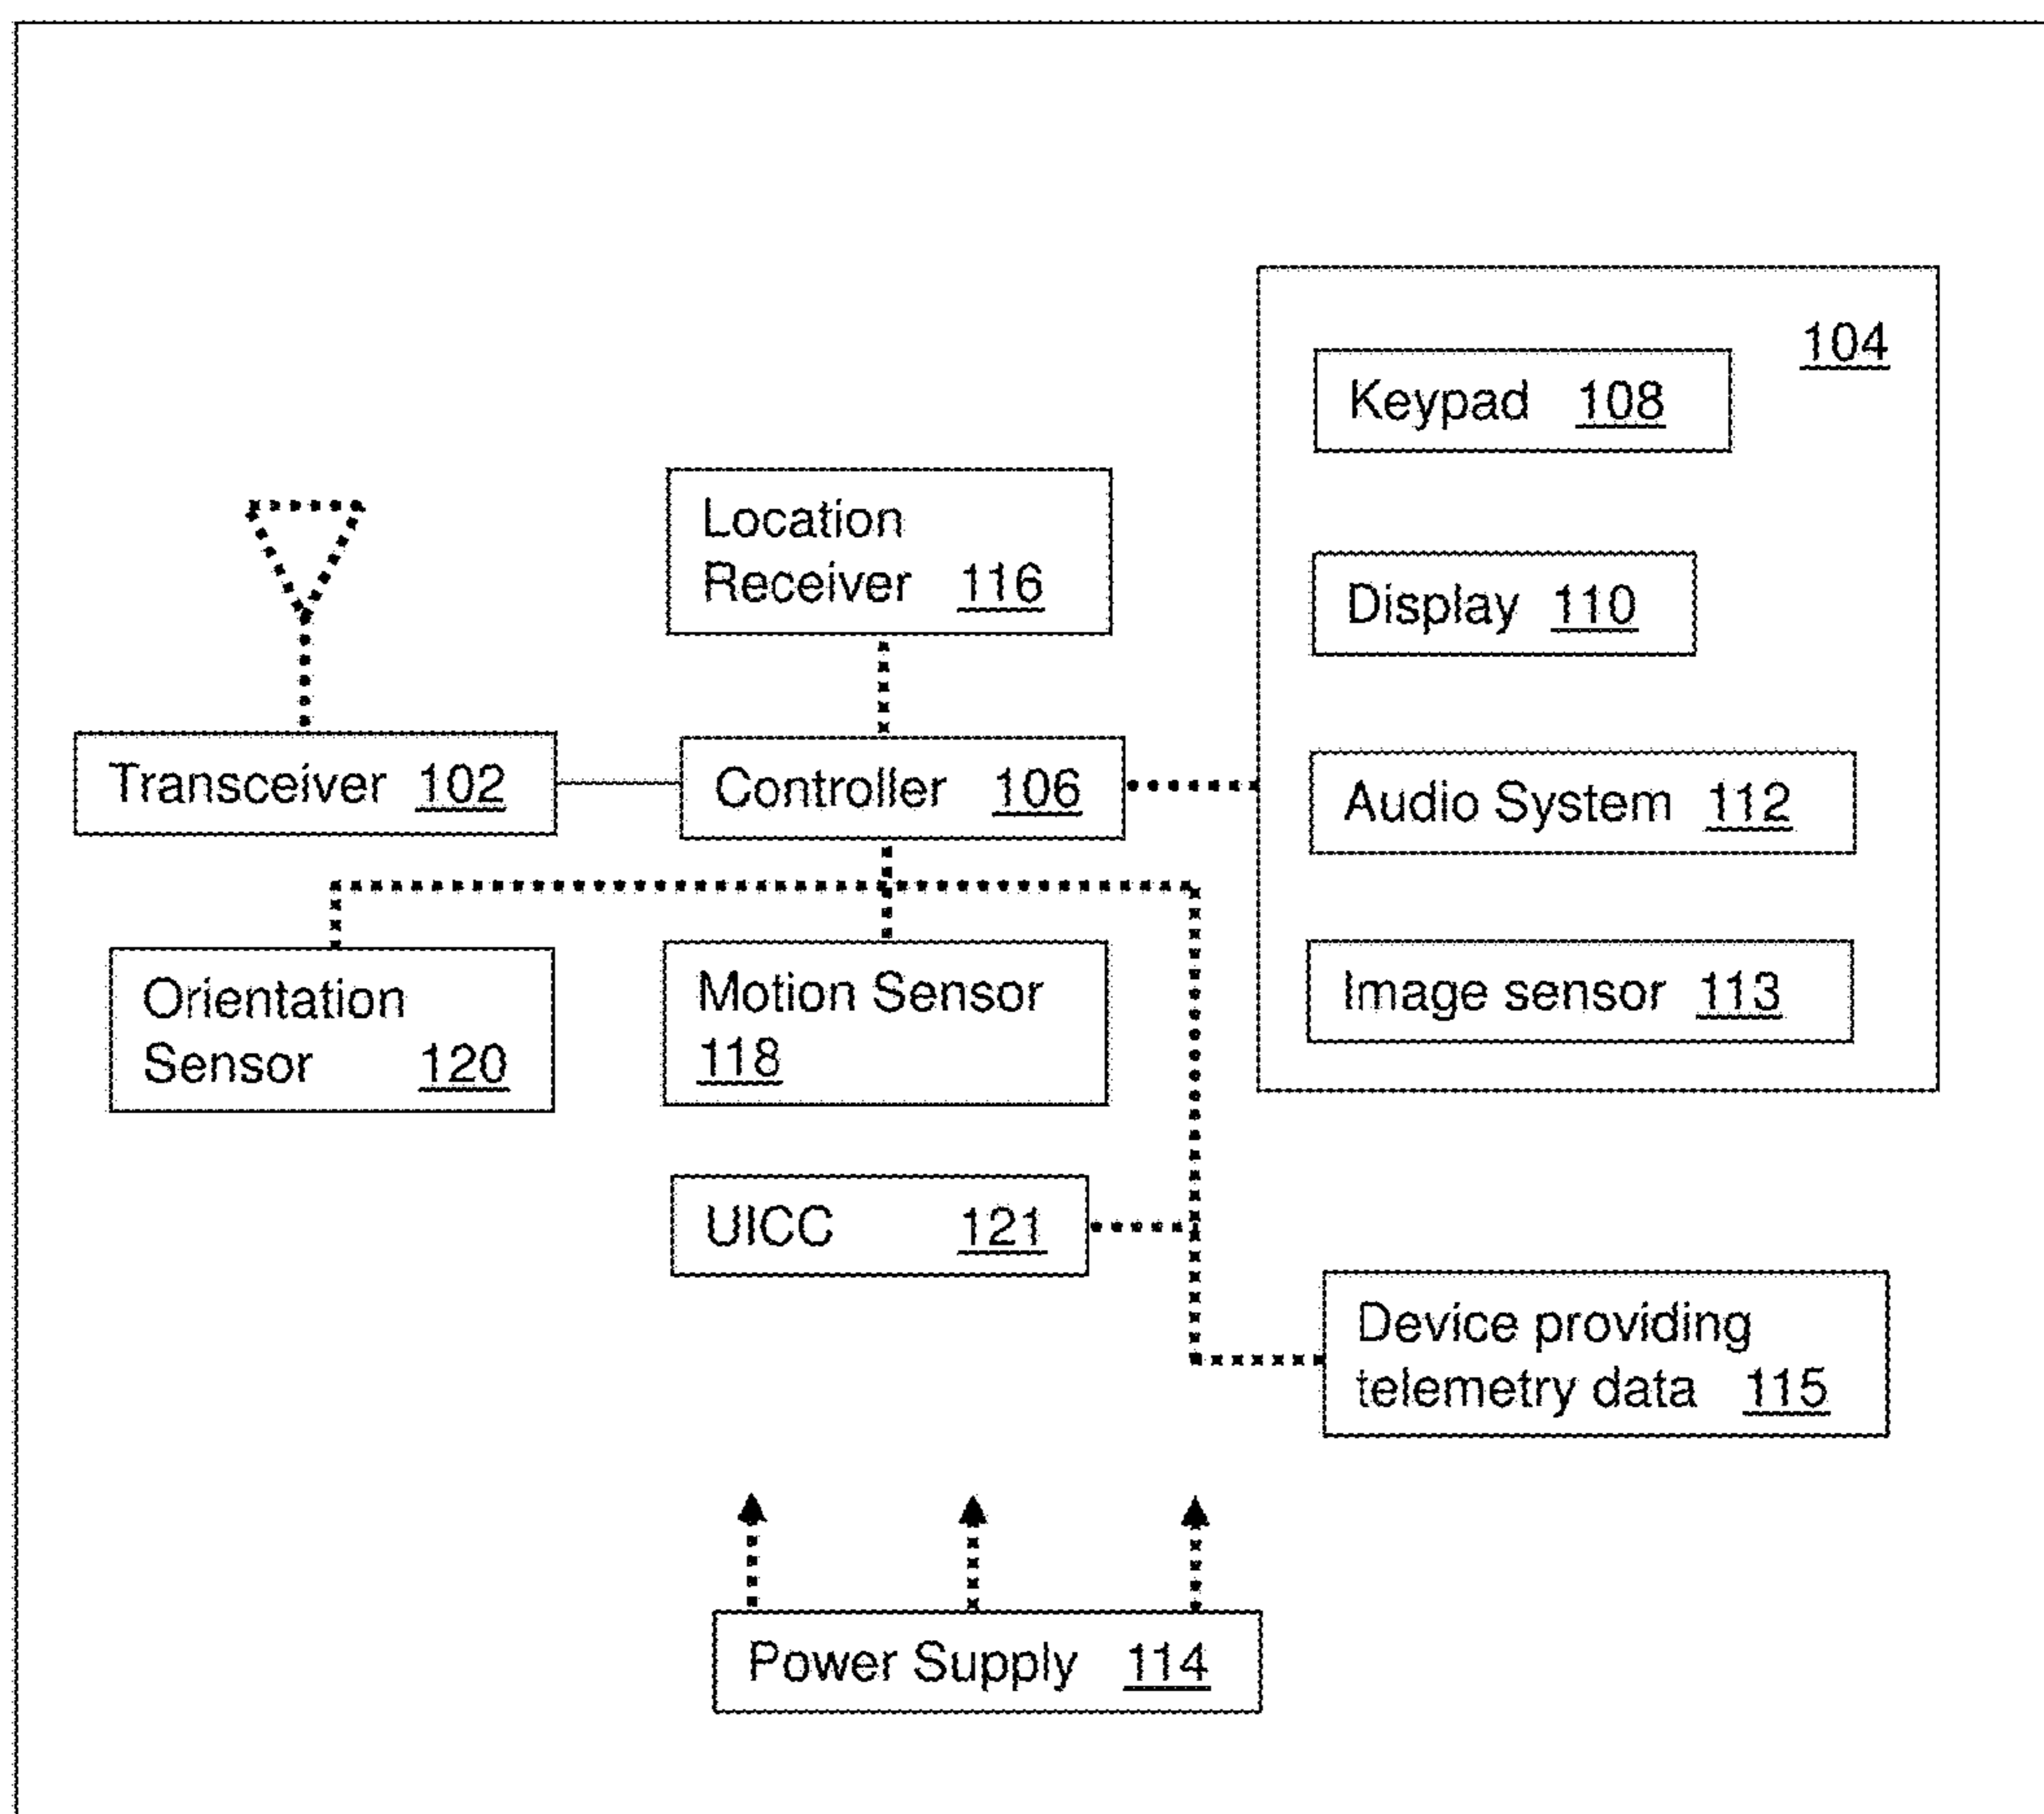 104
Keypad 108
Location
Receiver 116
Display 110
Transceiver 102
Controller 106
Audio System 112
Orientation
Sensor 120
Motion Sensor
118
Image sensor 113
UICC 121
Device providing
telemetry data 115
Power Supply 114